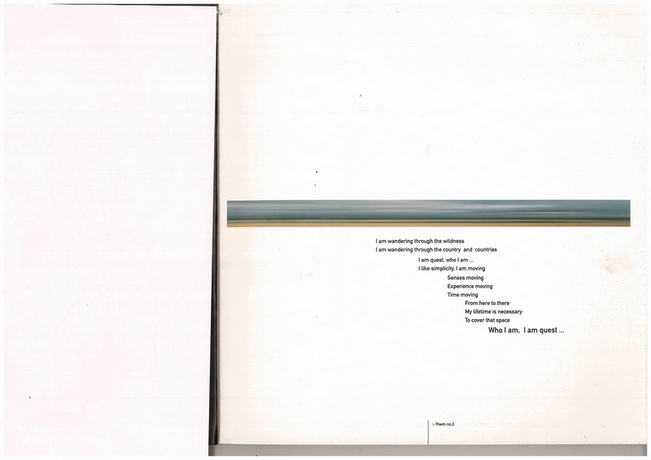 I am wandering through the wildness
I am wandering through the country and countries
I am quest, who I am ...
I like simplicity, I am moving
Senses moving
Experience moving
Time moving
From here to there
My lifetime is necessary
To cover that space
Who I am, I am quest ...
> Poem no.2